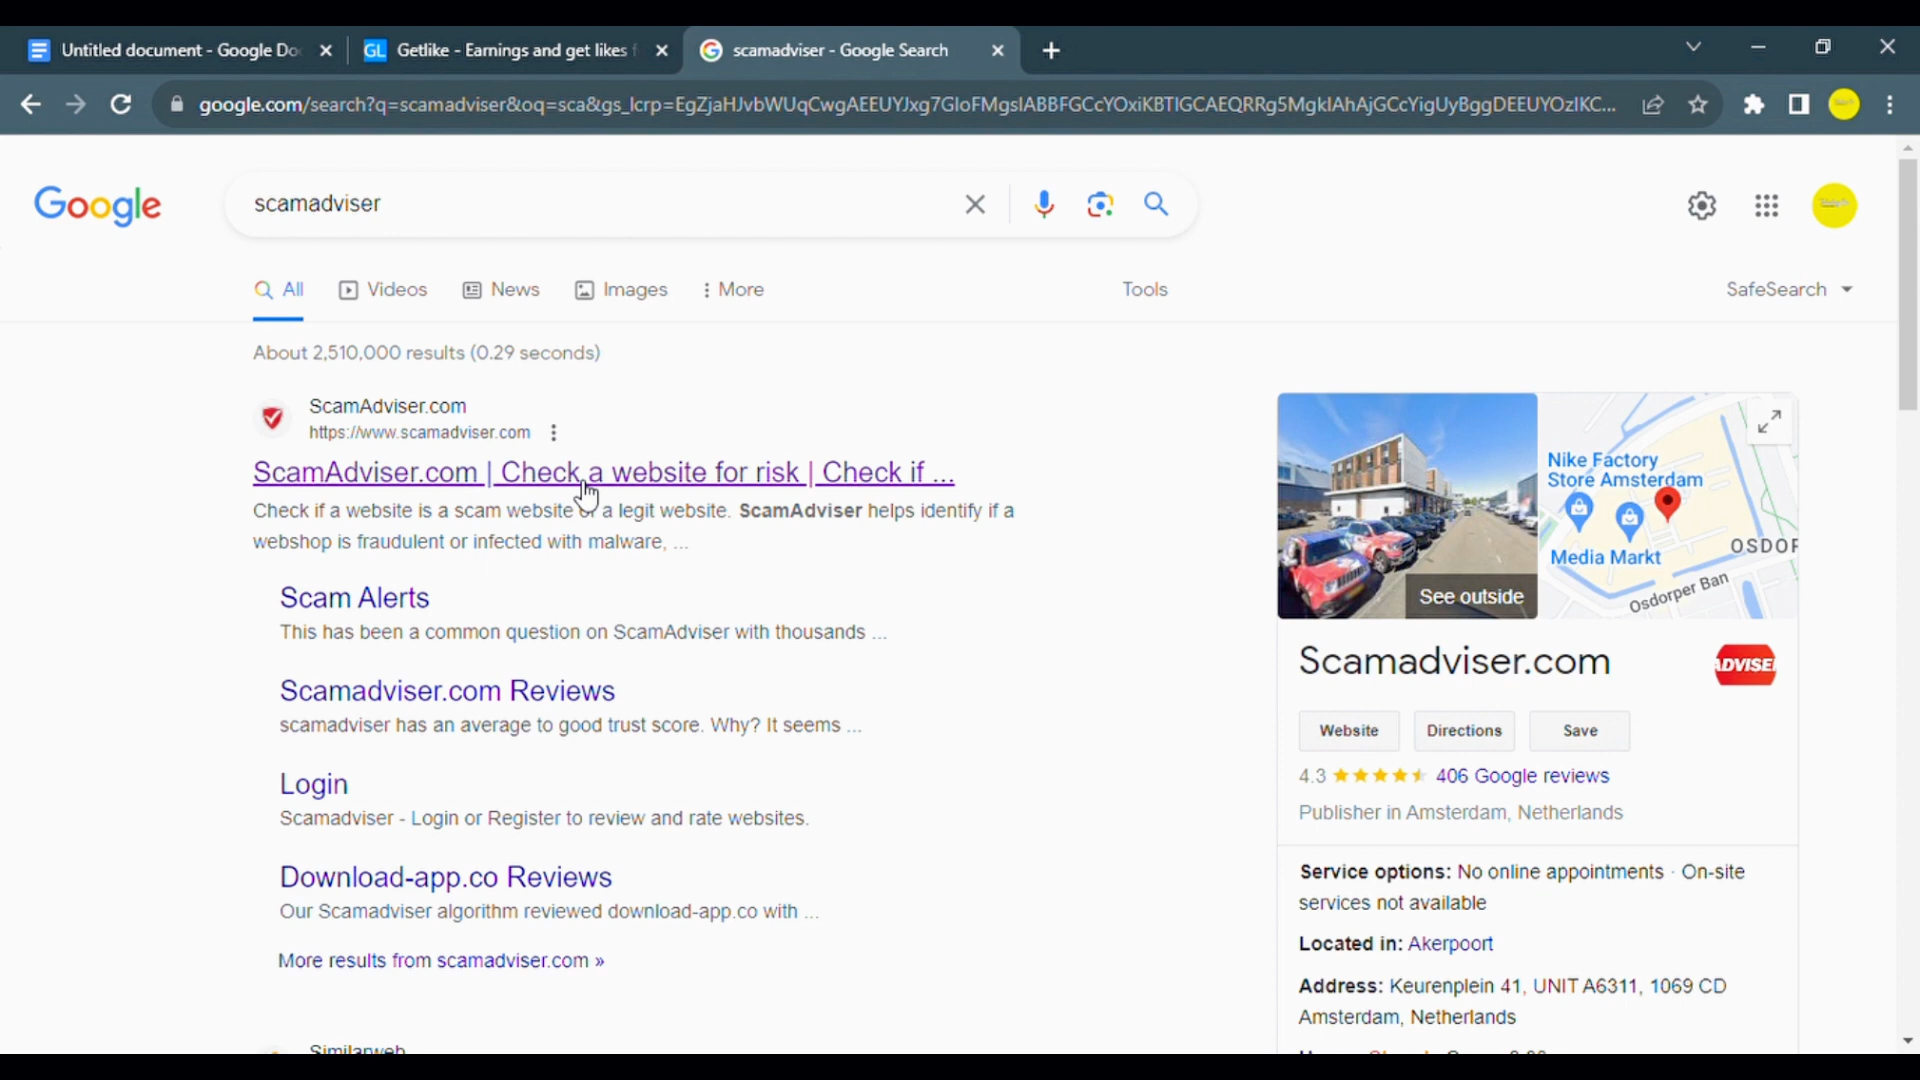 Untitled document - Google Do
Getlike - Earnings and get likes f
scamadviser - Google Search
google.com/search?q=scamadviser&oq=sca&gs_lcrp=
Google
scamadviser
All
Videos
News
Images
More
Tools
SafeSearch
About 2,510,000 results (0.29 seconds)
ScamAdviser.com
https://www.scamadviser.com
ScamAdviser.com | Check a website for risk | Check if ...
Check if a website is a scam website or a legit website. ScamAdviser helps identify if a
webshop is fraudulent or infected with malware, ...
Scam Alerts
This has been a common question on ScamAdviser with thousands ...
Scamadviser.com Reviews
scamadviser has an average to good trust score. Why? It seems ...
Login
Scamadviser - Login or Register to review and rate websites.
Download-app.co Reviews
Our Scamadviser algorithm reviewed download-app.co with ...
More results from scamadviser.com »
Similarweb
See outside
Nike Factory
Store Amsterdam
Media Markt
OSDOR
Osdorper Ban
Scamadviser.com
ADVISE
Website
Directions
Save
4.3
406 Google reviews
Publisher in Amsterdam, Netherlands
Service options: No online appointments · On-site
services not available
Located in: Akerpoort
Address: Keurenplein 41, UNIT A6311, 1069 CD
Amsterdam, Netherlands